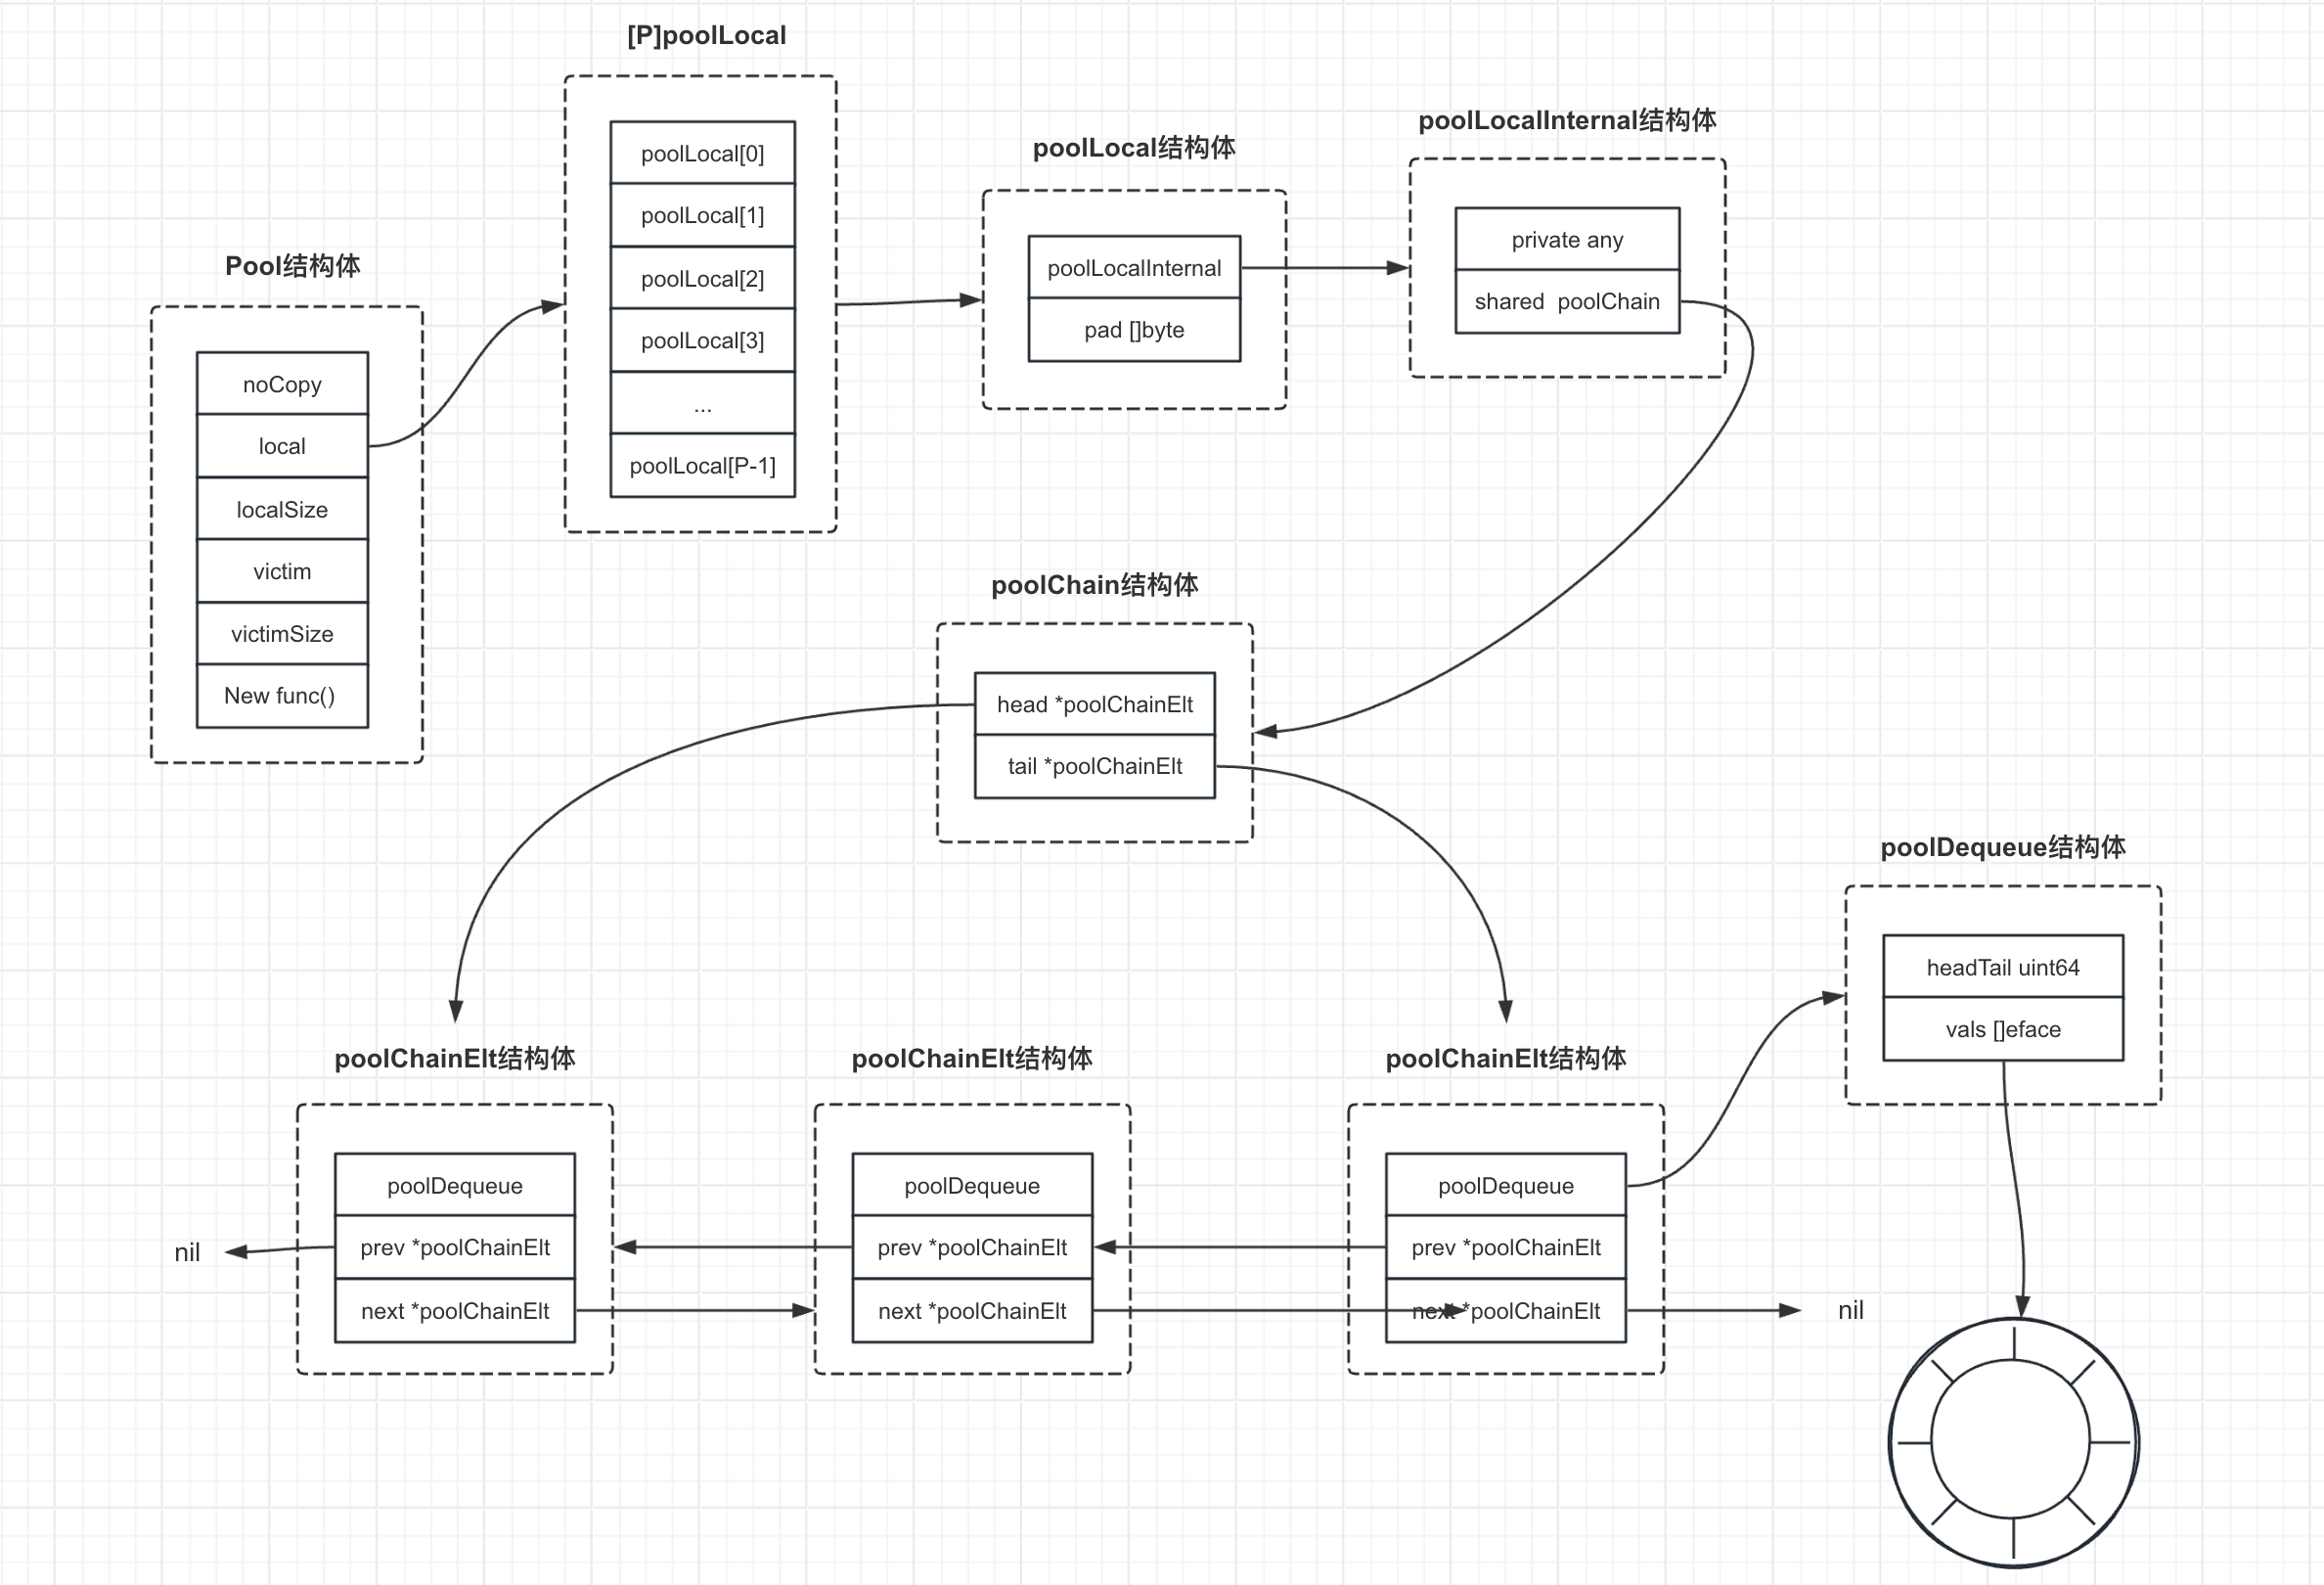 [P]poolLocal
poolLocal[0]
poolLocal[1]
poolLocal[2]
poolLocal[3]
...
poolLocal[P-1]
Pool结构体
noCopy
local
localSize
victim
victimSize
New func()
poolLocal结构体
poolLocalInternal
pad []byte
poolLocalInternal结构体
private any
shared  poolChain
poolChain结构体
head *poolChainElt
tail *poolChainElt
poolDequeue结构体
headTail uint64
vals []eface
poolChainElt结构体
poolDequeue
prev *poolChainElt
next *poolChainElt
nil
poolChainElt结构体
poolDequeue
prev *poolChainElt
next *poolChainElt
poolChainElt结构体
poolDequeue
prev *poolChainElt
next *poolChainElt
nil